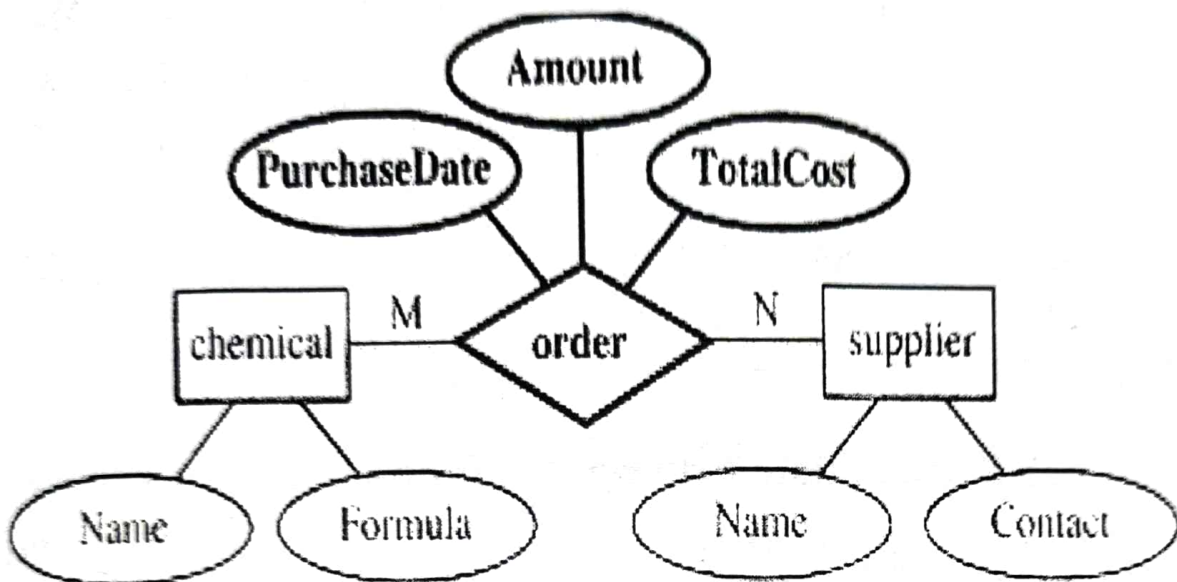 Amount
PurchaseDate
TotalCost
chemical
M
order
N
supplier
Name
Formula
Name
Contact